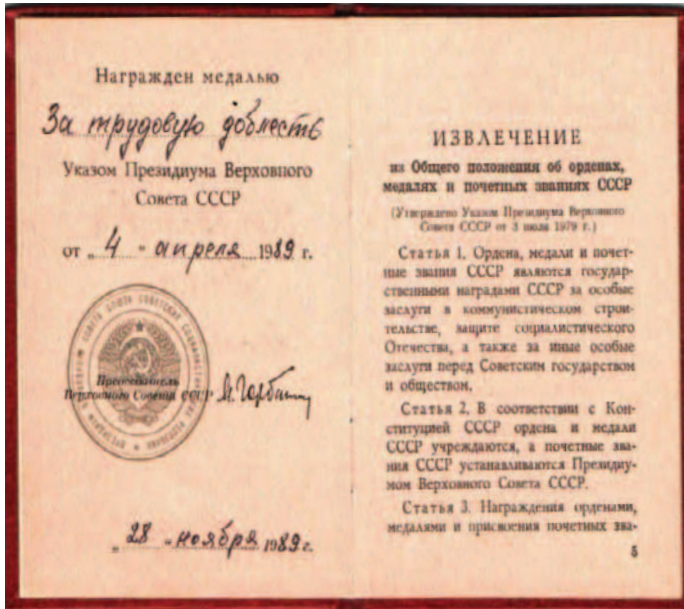 Награжден медалью
За трудовую доблесть
Указом Президиума Верховного
Совета СССР
от „ 4 " апреля 1989 г.
Председатель
Верховного Совета СССР М. Горбачев
„ 28 " ноября 1989 г.
ИЗВЛЕЧЕНИЕ
из Общего положения об орденах,
медалях и почетных званиях СССР
(Утверждено Указом Президиума Верховного
Совета СССР от 3 июля 1979 г.)
Статья 1. Ордена, медали и почет-
ные звания СССР являются государ-
ственными наградами СССР за особые
заслуги в коммунистическом строи-
тельстве, защите социалистического
Отечества, а также за иные особые
заслуги перед Советским государством
и обществом.
Статья 2. В соответствии с Кон-
ституцией СССР ордена и медали
СССР учреждаются, а почетные зва-
ния СССР устанавливаются Президиу-
мом Верховного Совета СССР.
Статья 3. Награждения орденами,
медалями и присвоения почетных зва-
5